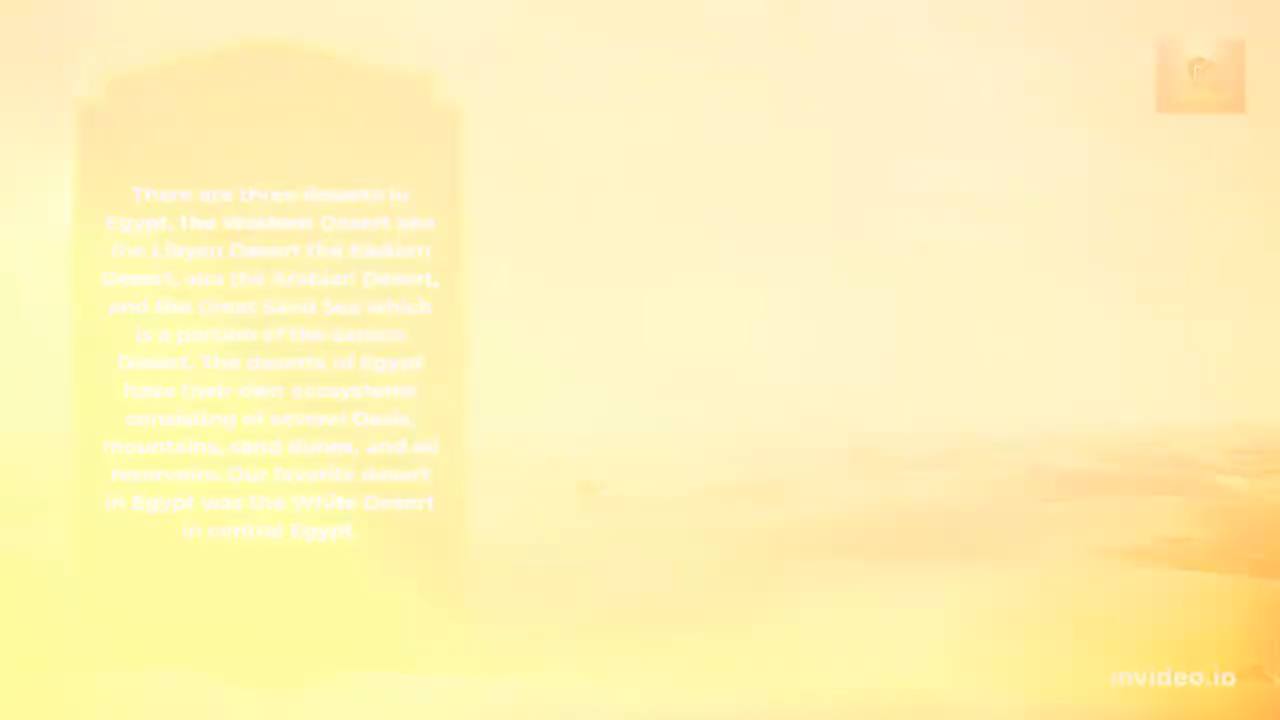 There are three deserts in
Egypt. The Western Desert aka
the Libyan Desert the Eastern
Desert, aka the Arabian Desert,
and the Great Sand Sea which
is a portion of the
Desert. The deserts of Egypt
have their own ecosystems
consisting of several Oasis,
mountains, sand dunes, and oil
reservoirs. Our favorite desert
in Egypt was the White Desert
in central Egypt.
invideo.io